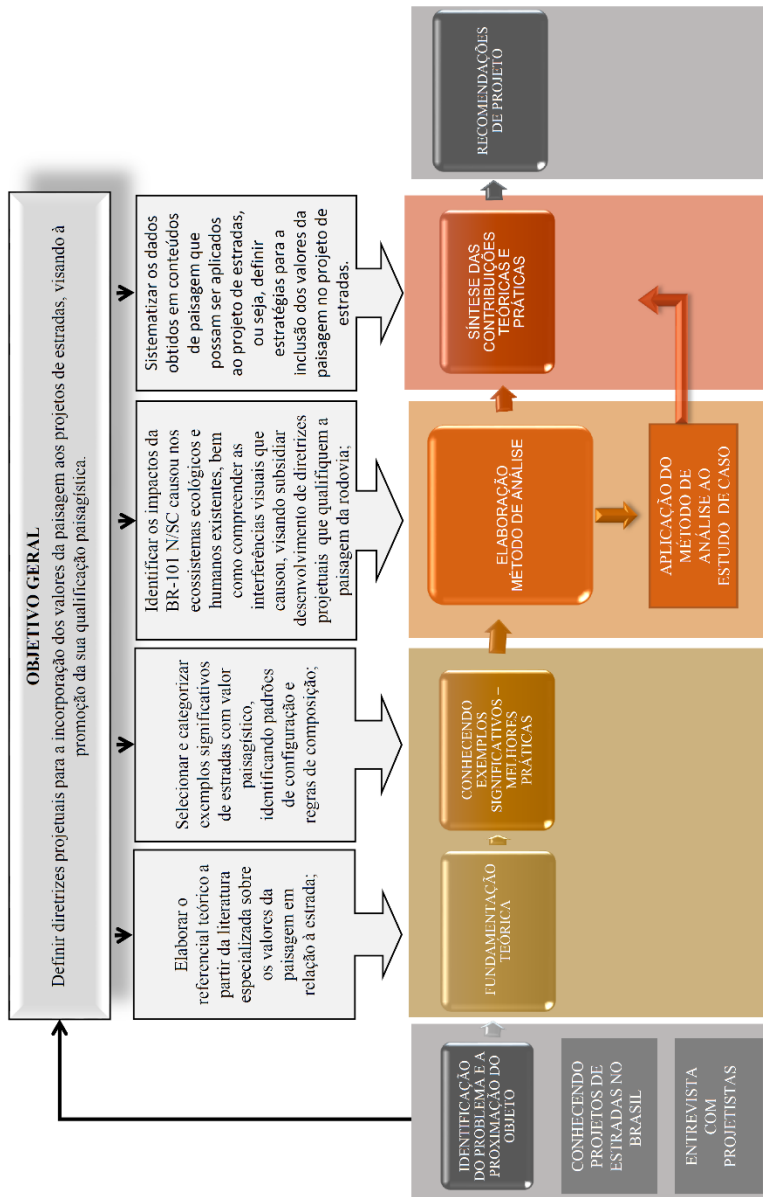 OBJETIVO GERAL
Definir diretrizes projetuais para a incorporação dos valores da paisagem aos projetos de estradas, visando à
promoção da sua qualificação paisagística.
Elaborar o
referencial teórico a
partir da literatura
especializada sobre
os valores da
paisagem em
relação à estrada;
Selecionar e categorizar
exemplos significativos
de estradas com valor
paisagístico,
identificando padrões
de configuração e
regras de composição;
Identificar os impactos da
BR-101 N/SC causou nos
ecossistemas ecológicos e
humanos existentes, bem
como compreender as
interferências visuais que
causou, visando subsidiar
desenvolvimento de diretrizes
projetuais que qualifiquem a
paisagem da rodovia;
Sistematizar os dados
obtidos em conteúdos
de paisagem que
possam ser aplicados
ao projeto de estradas,
ou seja, definir
estratégias para a
inclusão dos valores da
paisagem no projeto de
estradas.
IDENTIFICAÇÃO
DO PROBLEMA E A
PROXIMAÇÃO DO
OBJETO
CONHECENDO
PROJETOS DE
ESTRADAS NO
BRASIL
ENTREVISTA
COM
PROJETISTAS
FUNDAMENTAÇÃO
TEÓRICA
CONHECENDO
EXEMPLOS
SIGNIFICATIVOS –
MELHORES
PRÁTICAS
ELABORAÇÃO
MÉTODO DE ANÁLISE
APLICAÇÃO DO
MÉTODO DE
ANÁLISE AO
ESTUDO DE CASO
SÍNTESE DAS
CONTRIBUIÇÕES
TEÓRICAS E
PRÁTICAS
RECOMENDAÇÕES
DE PROJETO